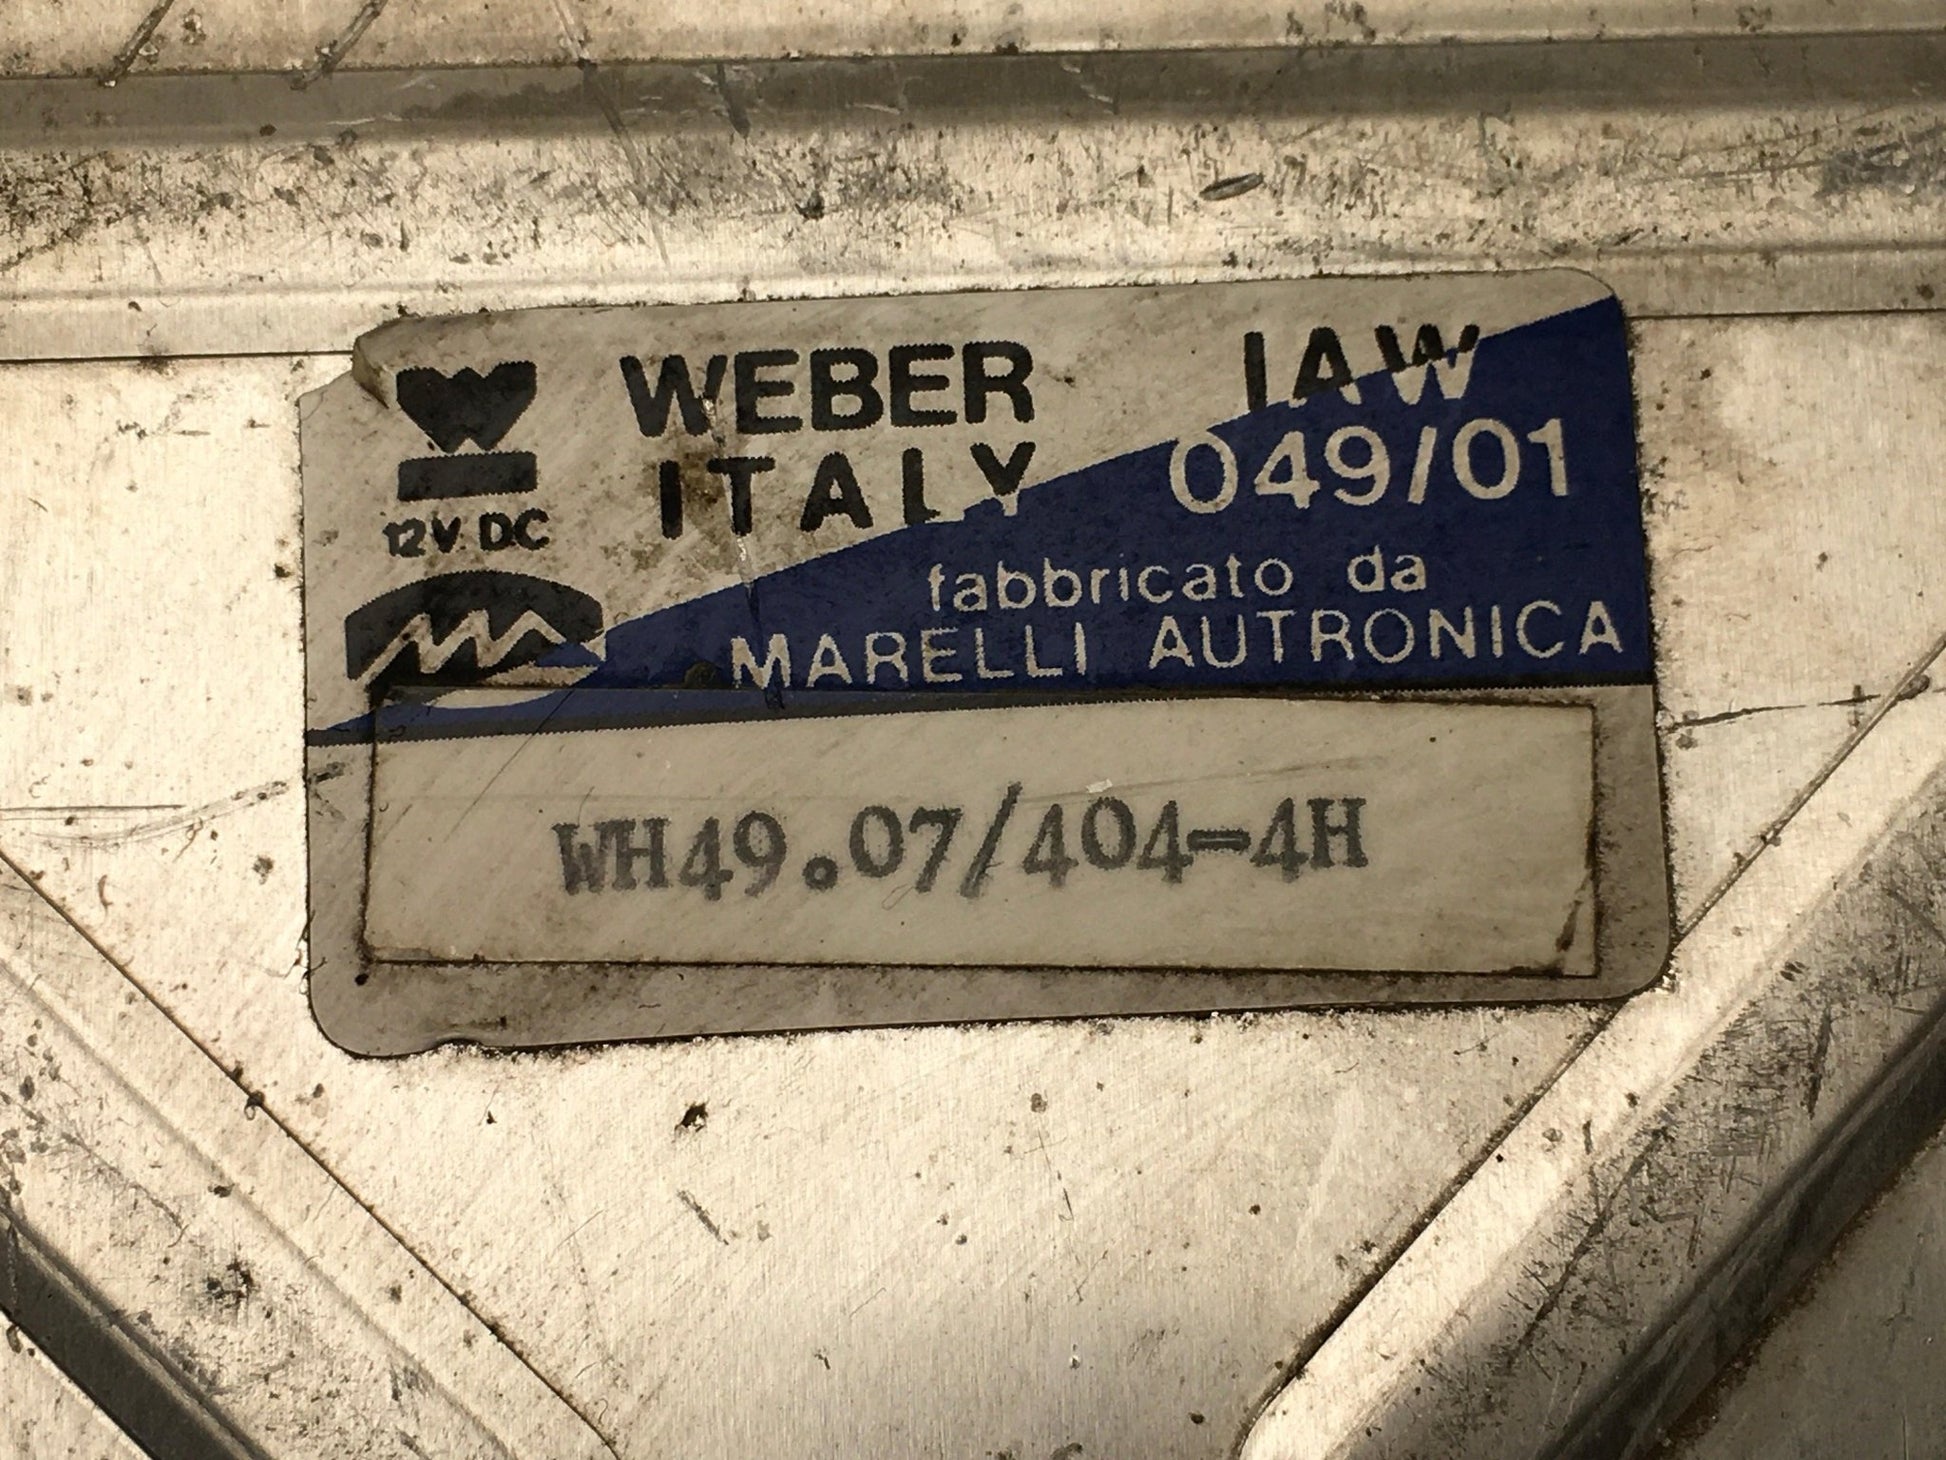 WEBER IAW
ITALY 049/01
12V DC
fabbricato da
MARELLI AUTRONICA
WH49.07/404-4H